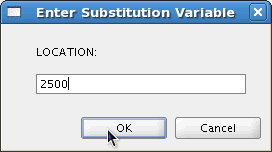 Enter Substitution Variable
LOCATION:
2500
OK
Cancel